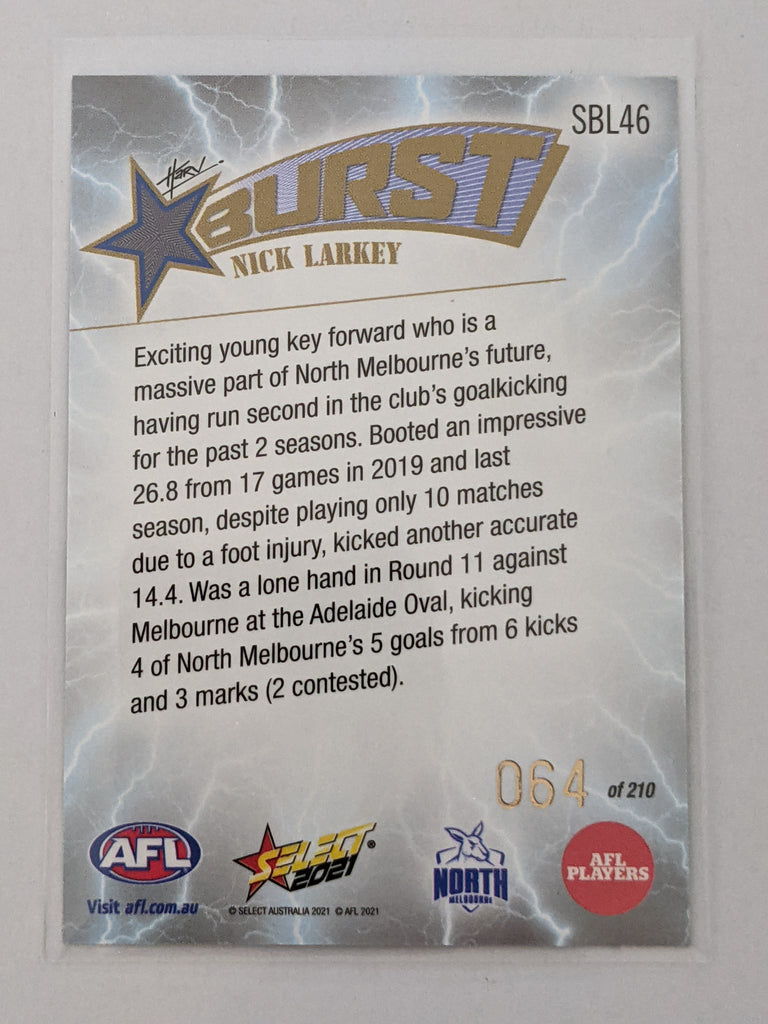 SBL46
Harv.
BURST
NICK LARKEY
Exciting young key forward who is a
massive part of North Melbourne's future,
having run second in the club's goalkicking
for the past 2 seasons. Booted an impressive
26.8 from 17 games in 2019 and last
season, despite playing only 10 matches
due to a foot injury, kicked another accurate
14.4. Was a lone hand in Round 11 against
Melbourne at the Adelaide Oval, kicking
4 of North Melbourne's 5 goals from 6 kicks
and 3 marks (2 contested).
064 of 210
AFL
Visit afl.com.au
SELECT®
2021
© SELECT AUSTRALIA 2021 © AFL 2021
NORTH
MELBOURNE
AFL
PLAYERS